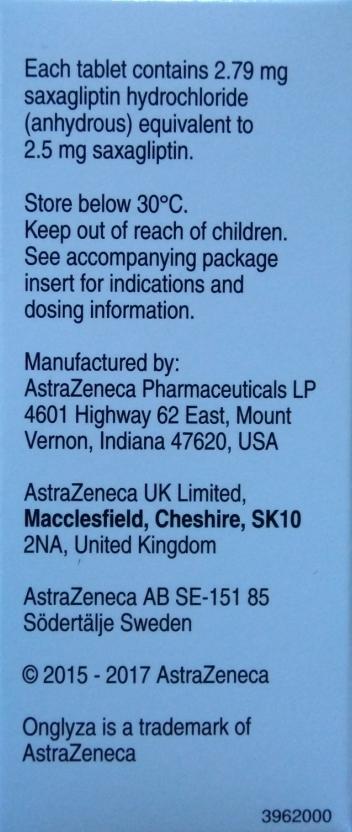 Each tablet contains 2.79 mg
saxagliptin hydrochloride
(anhydrous) equivalent to
2.5 mg saxagliptin.
Store below 30°C.
Keep out of reach of children.
See accompanying package
insert for indications and
dosing information.
Manufactured by:
AstraZeneca Pharmaceuticals LP
4601 Highway 62 East, Mount
Vernon, Indiana 47620, USA
AstraZeneca UK Limited,
Macclesfield, Cheshire, SK10
2NA, United Kingdom
AstraZeneca AB SE-151 85
Södertälje Sweden
© 2015 - 2017 AstraZeneca
Onglyza is a trademark of
AstraZeneca
3962000